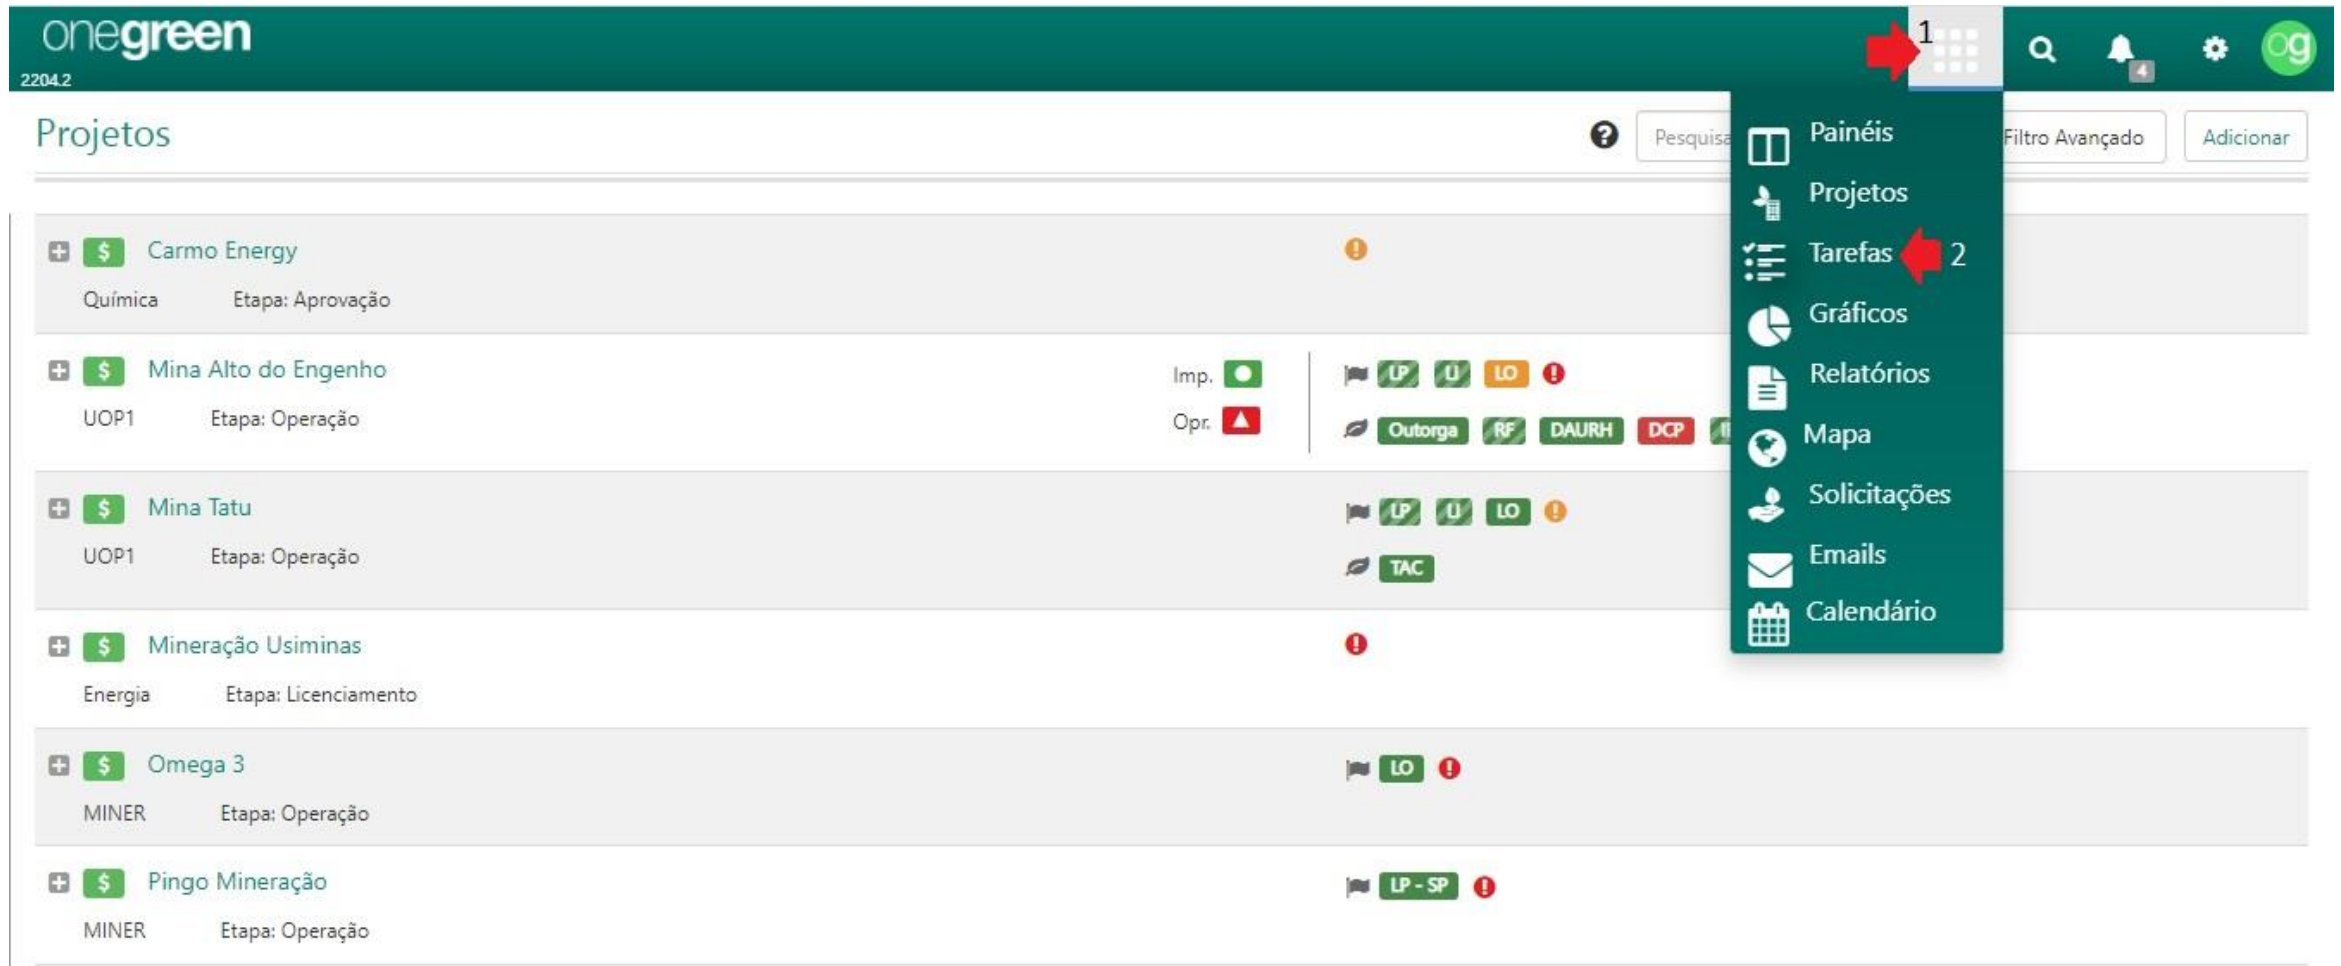 onegreen
2204.2
1
4
og
Projetos
Pesquisa
Filtro Avançado
Adicionar
Painéis
Projetos
Tarefas 2
Gráficos
Relatórios
Mapa
Solicitações
Emails
Calendário
$ Carmo Energy
Química Etapa: Aprovação
$ Mina Alto do Engenho
UOP1 Etapa: Operação
Imp.
Opr.
LP LI LO
Outorga RF DAURH DCP
$ Mina Tatu
UOP1 Etapa: Operação
LP LI LO
TAC
$ Mineração Usiminas
Energia Etapa: Licenciamento
$ Omega 3
MINER Etapa: Operação
LO
$ Pingo Mineração
MINER Etapa: Operação
LP - SP